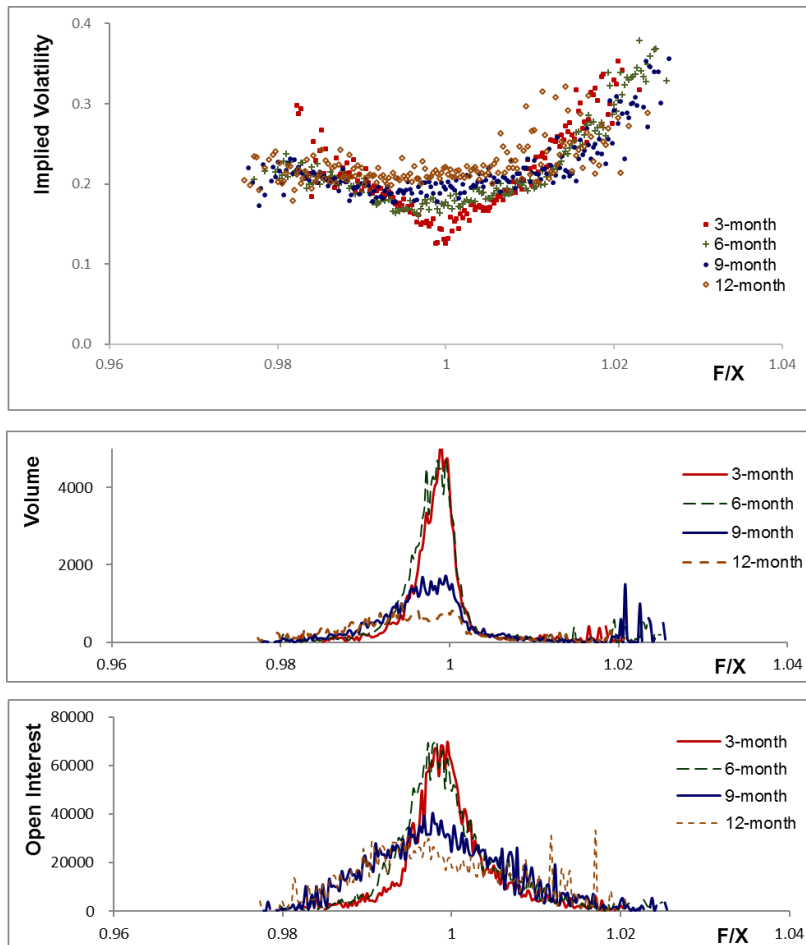 0.4
Implied Volatility
0.3
0.2
3-month
6-month
0.1
9-month
12-month
0.0
0.96
0.98
1
1.02
1.04
F/X
Volume
4000
3-month
6-month
2000
9-month
12-month
0
0.96
0.98
1
1.02
1.04
F/X
Open Interest
80000
3-month
60000
6-month
40000
9-month
20000
12-month
0
0.96
0.98
1
1.02
1.04
F/X